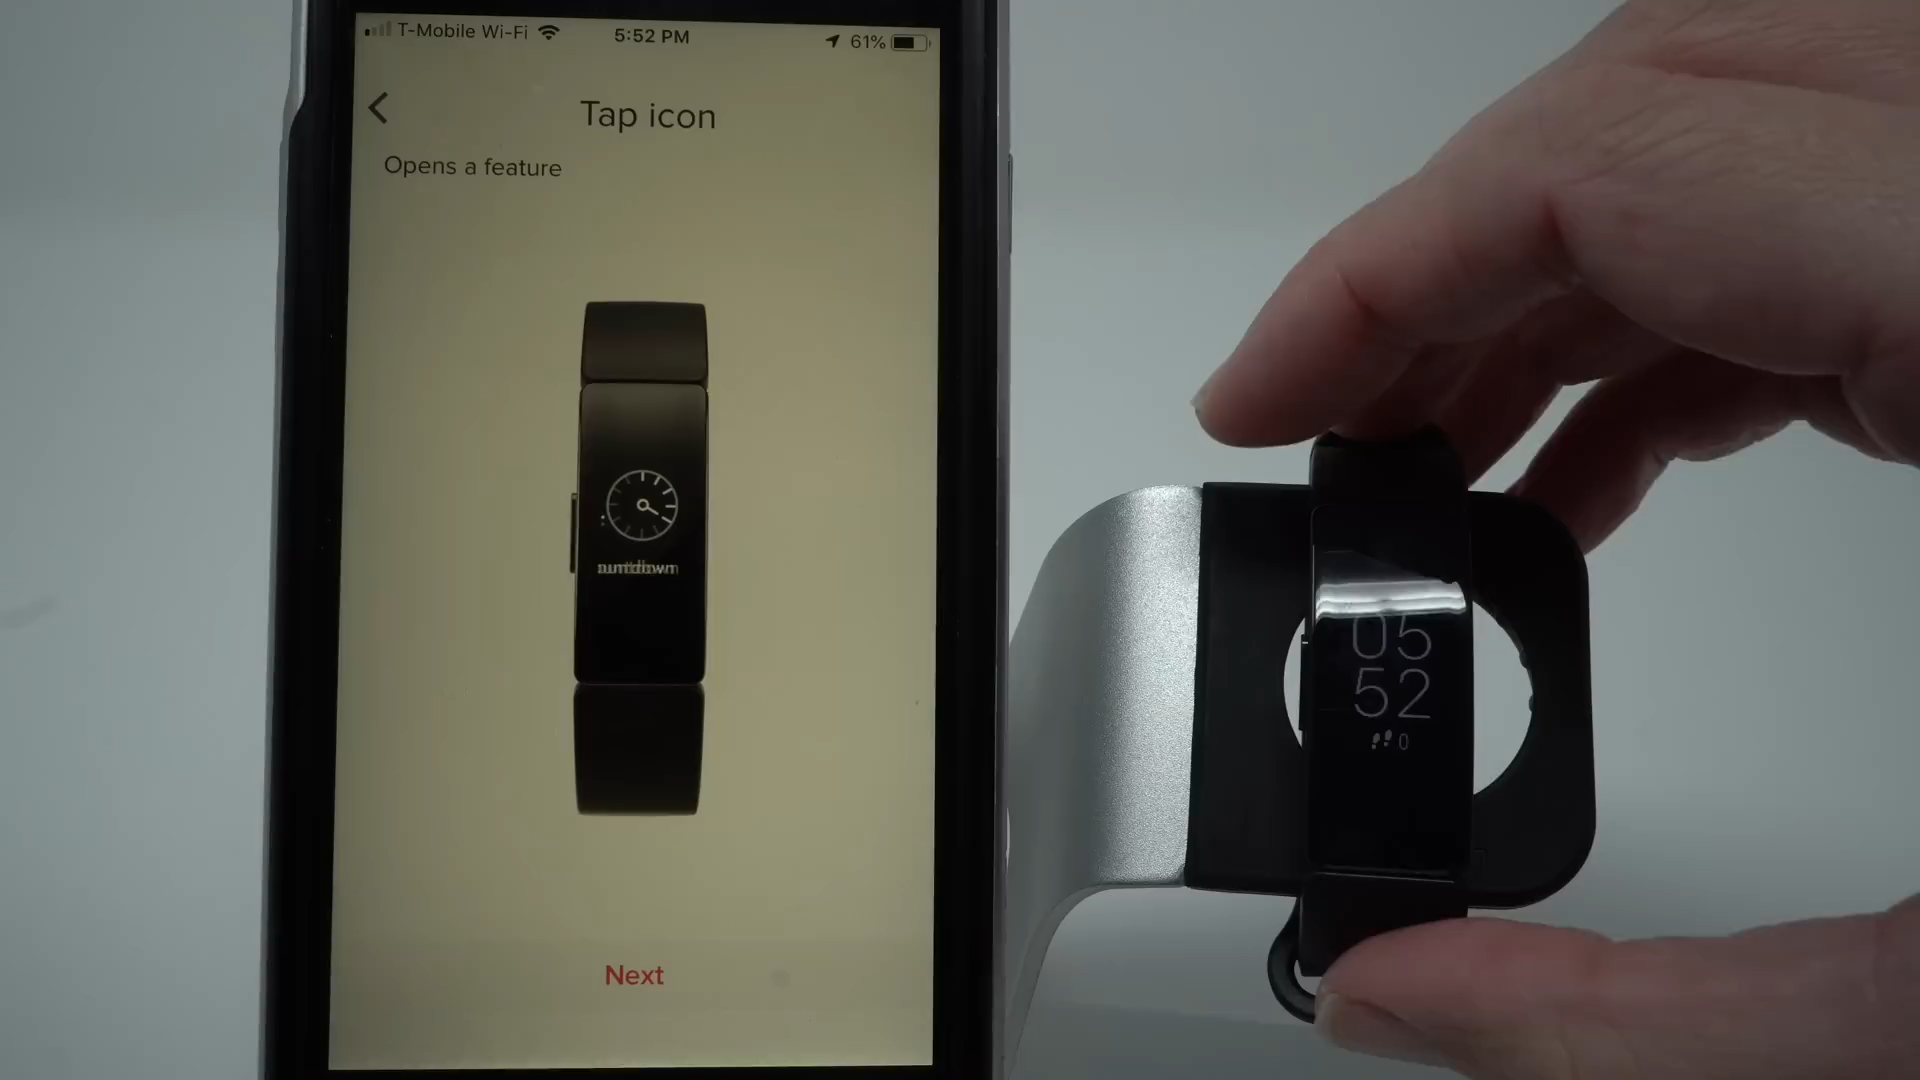 T-Mobile Wi-Fi
5:52 PM
61%
Tap icon
Opens a feature
Next
05
52
0